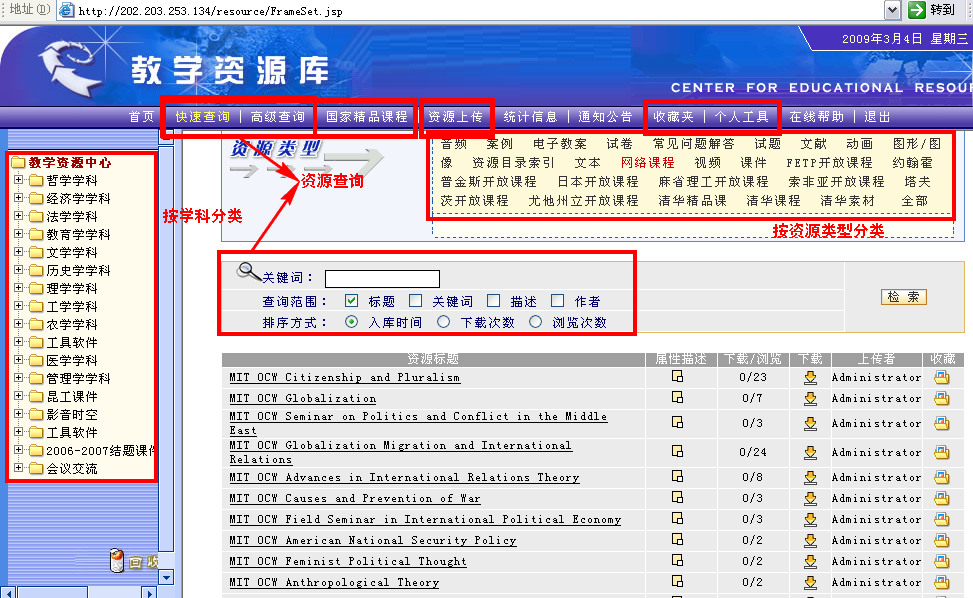 地址(D) http://202.203.253.134/resource/FrameSet.jsp 转到
2009年3月4日 星期三
教学资源库
CENTER FOR EDUCATIONAL RESOU
首页 快速查询 | 高级查询 国家精品课程 资源上传 统计信息 | 通知公告 收藏夹 | 个人工具 在线帮助 | 退出
教学资源中心
哲学学科
经济学学科
法学学科
教育学学科
文学学科
历史学学科
理学学科
工学学科
农学学科
工具软件
医学学科
管理学学科
昆工课件
影音时空
工具软件
2006-2007结题课件
会议交流
按学科分类
资源类型
资源查询
音频 案例 电子教案 试卷 常见问题解答 试题 文献 动画 图形/图
像 资源目录索引 文本 网络课程 视频 课件 FETP开放课程 约翰霍
普金斯开放课程 日本开放课程 麻省理工开放课程 索非亚开放课程 塔夫
茨开放课程 尤他州立开放课程 清华精品课 清华课程 清华素材 全部
按资源类型分类
关键词：
查询范围： 标题 关键词 描述 作者
排序方式： 入库时间 下载次数 浏览次数
检 索
资源标题 属性描述 下载/浏览 下载 上传者 收藏
MIT OCW Citizenship and Pluralism 0/23 Administrator
MIT OCW Globalization 0/7 Administrator
MIT OCW Seminar on Politics and Conflict in the Middle
East 0/3 Administrator
MIT OCW Globalization Migration and International
Relations 0/24 Administrator
MIT OCW Advances in International Relations Theory 0/8 Administrator
MIT OCW Causes and Prevention of War 0/3 Administrator
MIT OCW Field Seminar in International Political Economy 0/3 Administrator
MIT OCW American National Security Policy 0/2 Administrator
MIT OCW Feminist Political Thought 0/2 Administrator
MIT OCW Anthropological Theory 0/2 Administrator